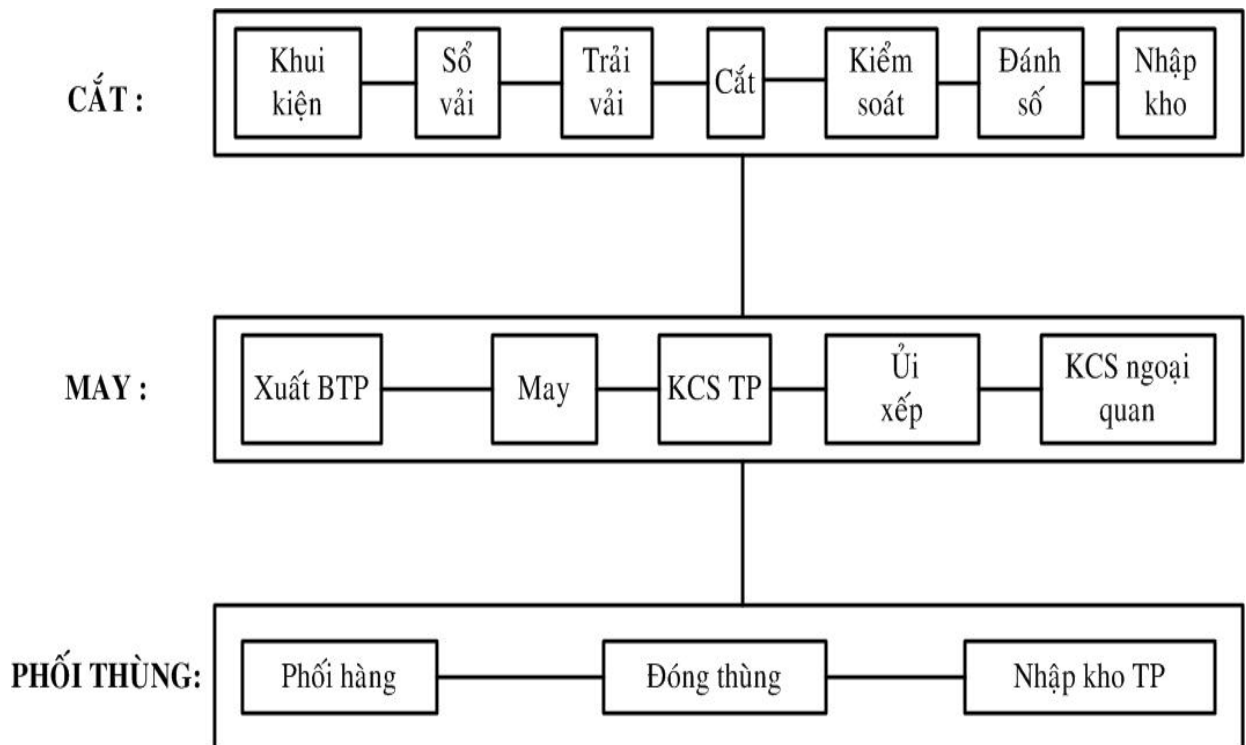 CẮT :
Khui
kiện
Sổ
vải
Trải
vải
Cắt
Kiểm
soát
Đánh
số
Nhập
kho
MAY :
Xuất BTP
May
KCS TP
Ủi
xếp
KCS ngoại
quan
PHỐI THÙNG:
Phối hàng
Đóng thùng
Nhập kho TP